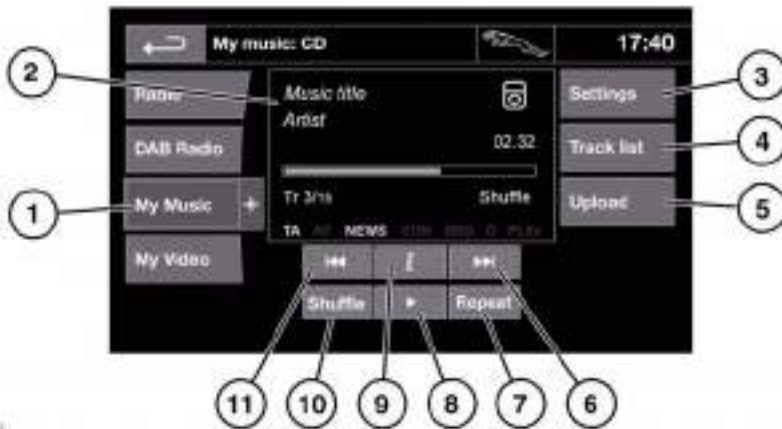 My music: CD
17:40
Radio
Music title
Artist
Settings
DAB Radio
02.32
Track list
My Music +
Tr 3/15
Shuffle
Upload
TA AF NEWS
My Video
Shuffle
Repeat
1
2
3
4
5
6
7
8
9
10
11